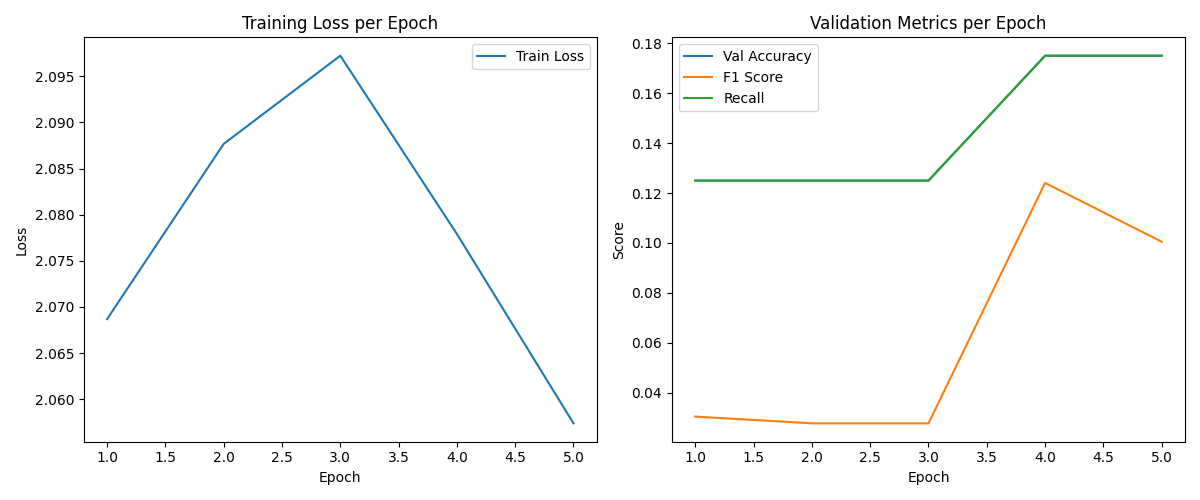 Training Loss per Epoch
Train Loss
2.095
2.090
2.085
2.080
2.075
2.070
2.065
2.060
Loss
1.0 1.5 2.0 2.5 3.0 3.5 4.0 4.5 5.0
Epoch
Validation Metrics per Epoch
Val Accuracy
F1 Score
Recall
0.18
0.16
0.14
0.12
0.10
0.08
0.06
0.04
Score
1.0 1.5 2.0 2.5 3.0 3.5 4.0 4.5 5.0
Epoch